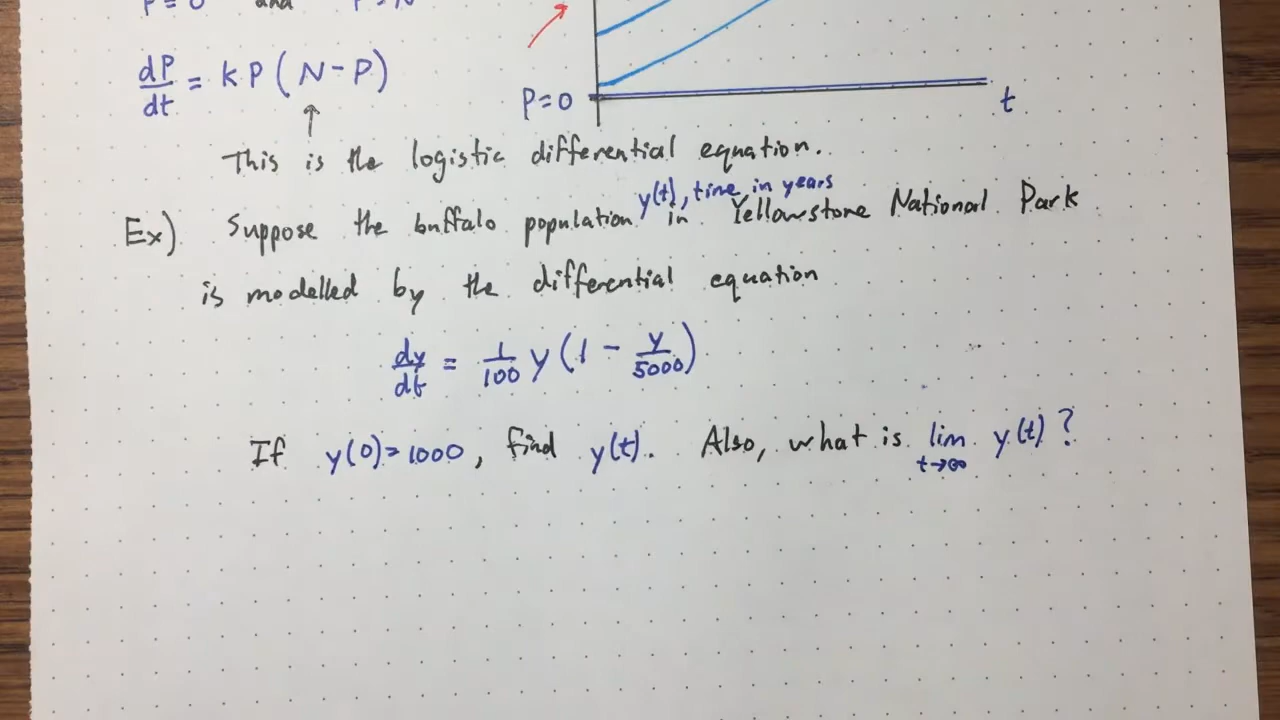 P = 0 and P = N
dP/dt = k P (N - P)
P=0
t
This is the logistic differential equation.
y(t), time in years
Ex) Suppose the buffalo population in Yellowstone National Park
is modelled by the differential equation
dy/dt = 1/100 y (1 - y/5000)
If y(0)=1000, find y(t). Also, what is lim t→∞ y(t)?